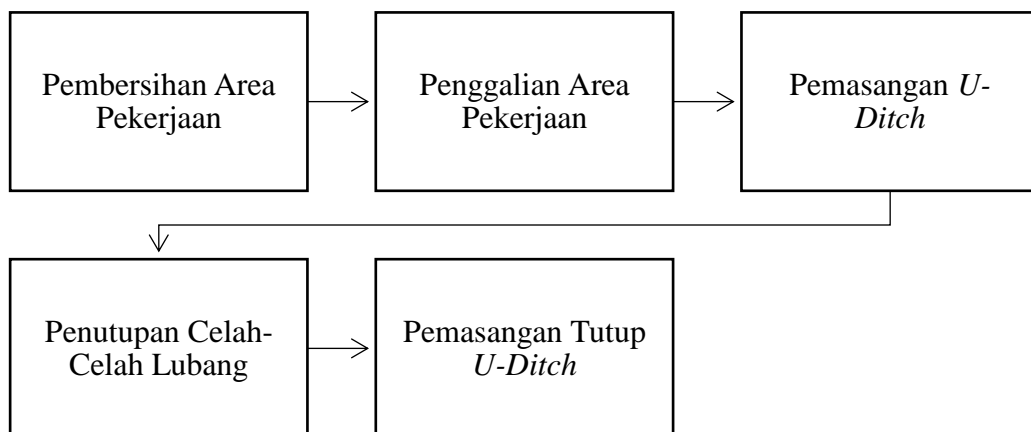 Pembersihan Area
Pekerjaan
Penggalian Area
Pekerjaan
Pemasangan U-
Ditch
Penutupan Celah-
Celah Lubang
Pemasangan Tutup
U-Ditch